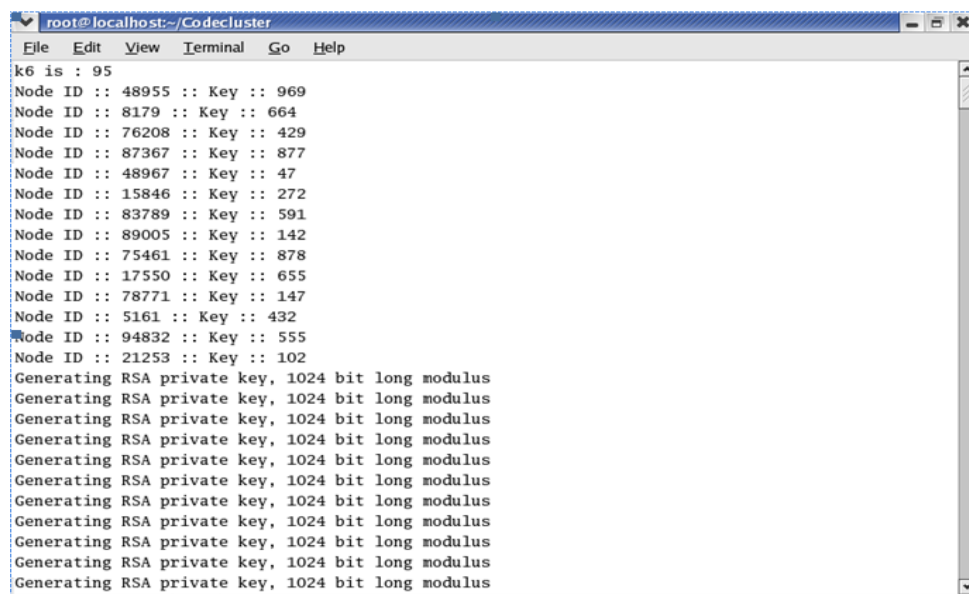 root@localhost:~/Codecluster
File Edit View Terminal Go Help
k6 is : 95
Node ID :: 48955 :: Key :: 969
Node ID :: 8179 :: Key :: 664
Node ID :: 76208 :: Key :: 429
Node ID :: 87367 :: Key :: 877
Node ID :: 48967 :: Key :: 47
Node ID :: 15846 :: Key :: 272
Node ID :: 83789 :: Key :: 591
Node ID :: 89005 :: Key :: 142
Node ID :: 75461 :: Key :: 878
Node ID :: 17550 :: Key :: 655
Node ID :: 78771 :: Key :: 147
Node ID :: 5161 :: Key :: 432
Node ID :: 94832 :: Key :: 555
Node ID :: 21253 :: Key :: 102
Generating RSA private key, 1024 bit long modulus
Generating RSA private key, 1024 bit long modulus
Generating RSA private key, 1024 bit long modulus
Generating RSA private key, 1024 bit long modulus
Generating RSA private key, 1024 bit long modulus
Generating RSA private key, 1024 bit long modulus
Generating RSA private key, 1024 bit long modulus
Generating RSA private key, 1024 bit long modulus
Generating RSA private key, 1024 bit long modulus
Generating RSA private key, 1024 bit long modulus
Generating RSA private key, 1024 bit long modulus